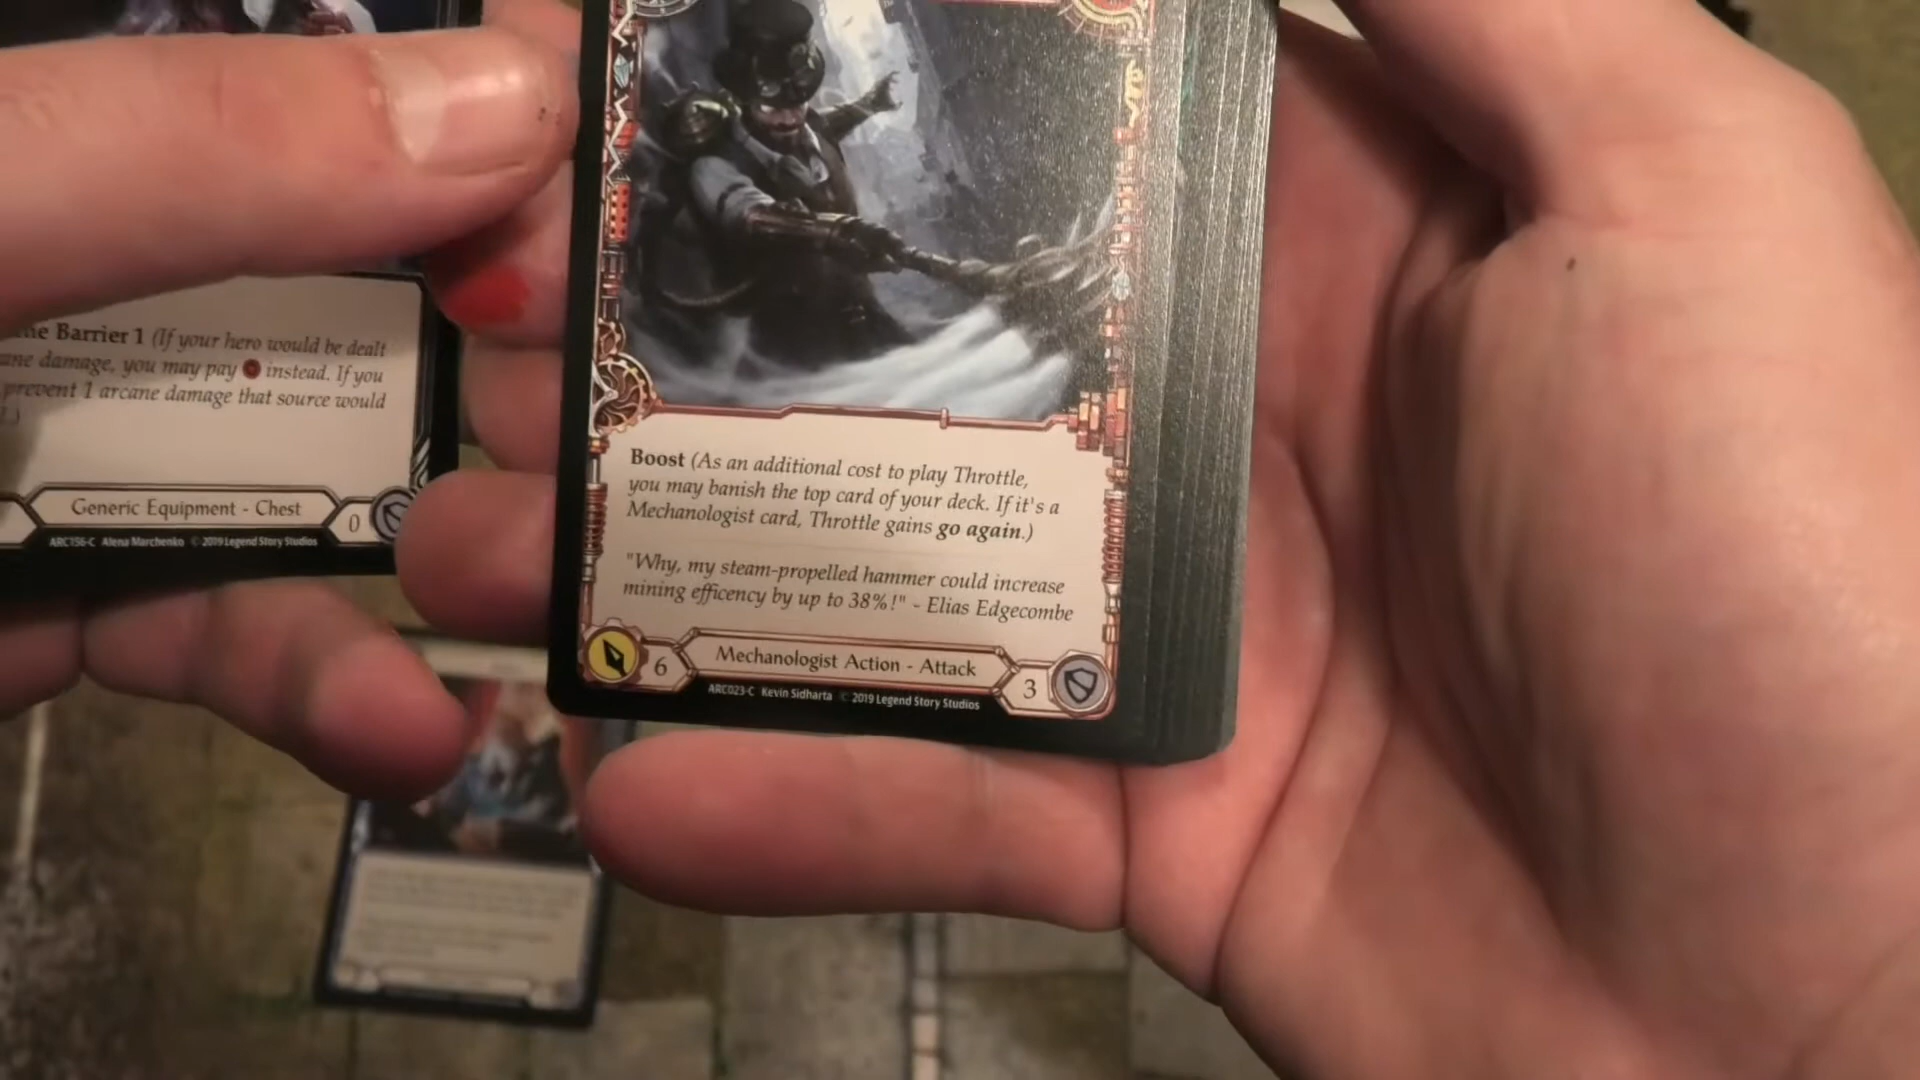 Barrier 1 (If your hero would be dealt
damage, you may pay instead. If you
prevent 1 arcane damage that source would
Generic Equipment - Chest
0
ARC156-C Alena Marchenko © 2019 Legend Story Studios
Boost (As an additional cost to play Throttle,
you may banish the top card of your deck. If it's a
Mechanologist card, Throttle gains go again.)
"Why, my steam-propelled hammer could increase
mining efficency by up to 38%!" - Elias Edgecombe
6
Mechanologist Action - Attack
3
ARC023-C Kevin Sidharta © 2019 Legend Story Studios